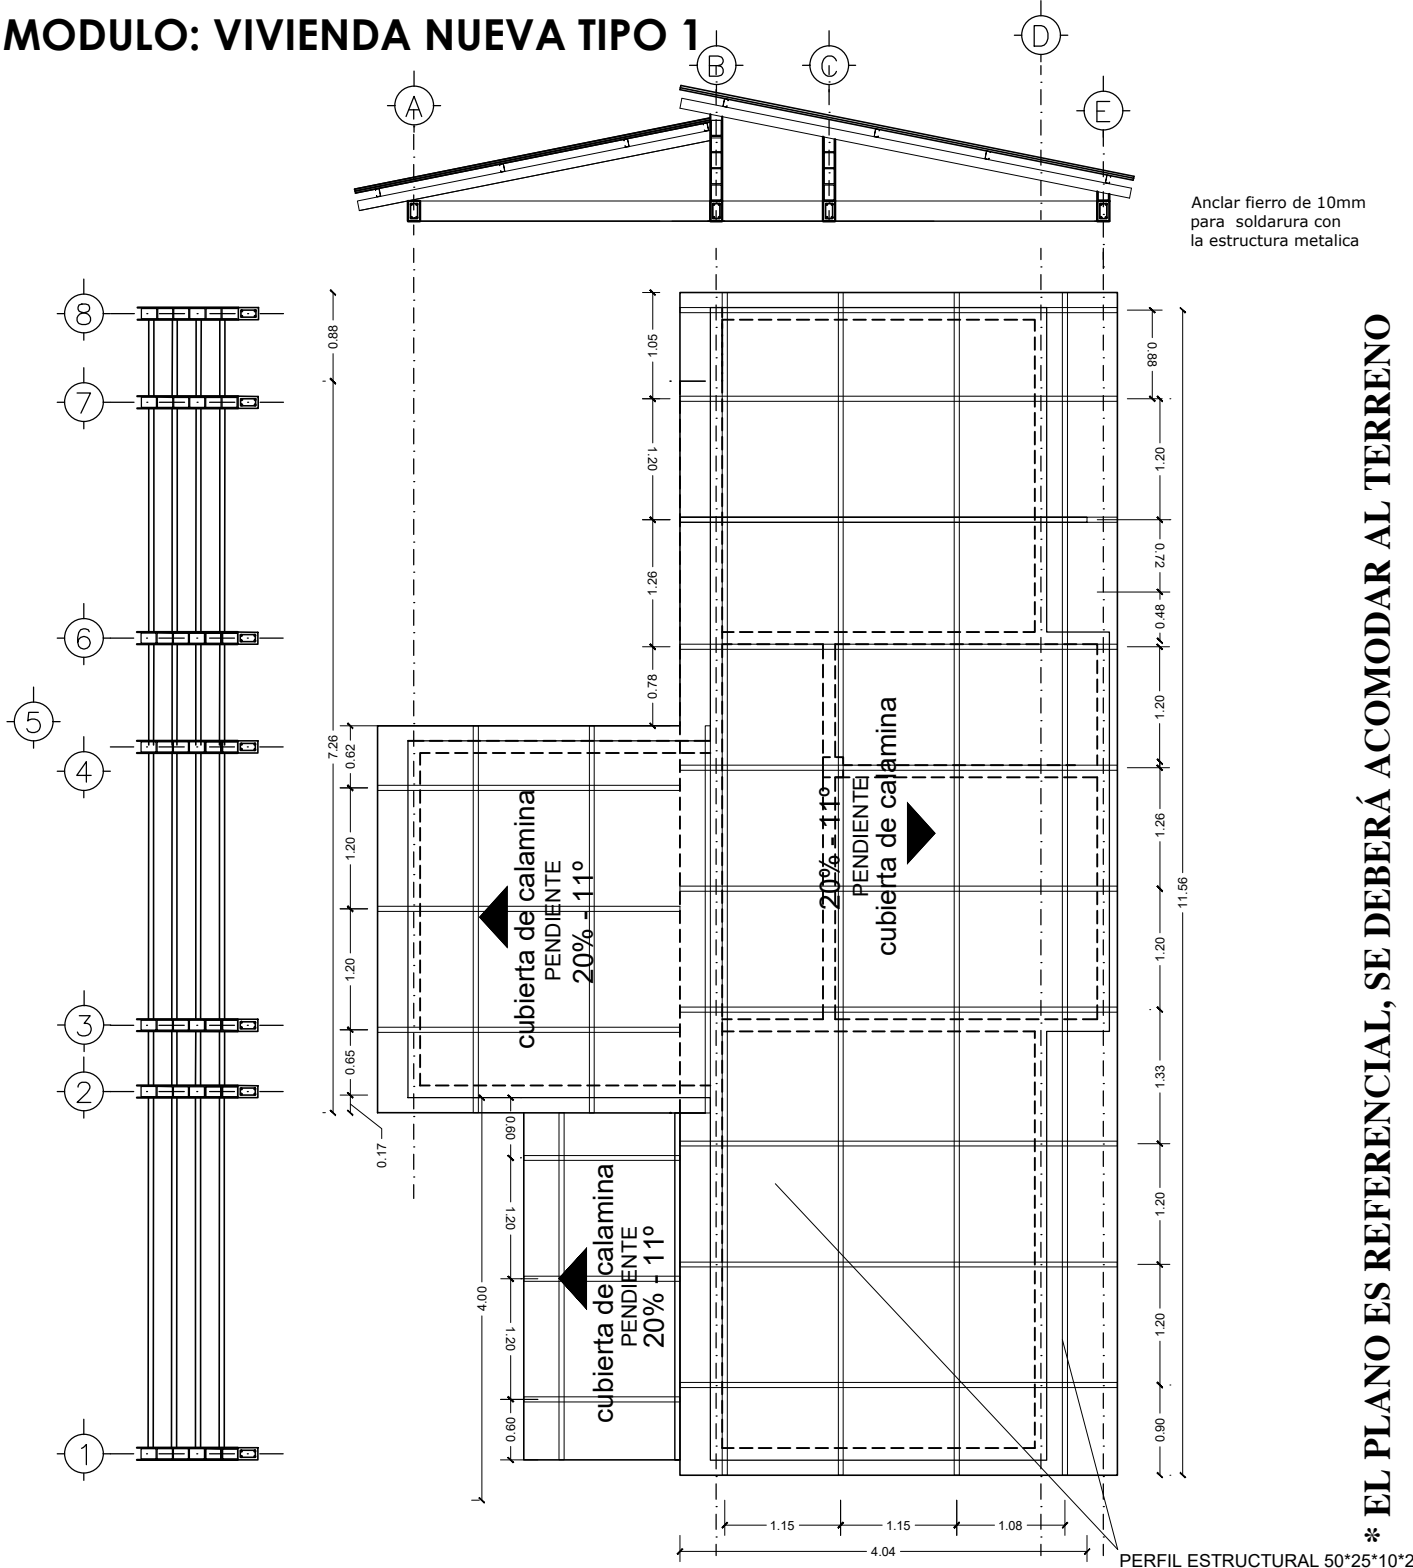 MODULO: VIVIENDA NUEVA TIPO 1
A
B
C
D
E
Anclar fierro de 10mm
para soldarura con
la estructura metalica
8
7
6
5
4
3
2
1
0.88
7.26
1.05
1.20
1.26
0.78
0.62
1.20
1.20
0.65
0.17
0.60
1.20
1.20
0.60
4.00
0.88
1.20
0.72
0.48
1.20
1.26
1.20
1.33
1.20
1.20
0.90
11.56
cubierta de calamina
PENDIENTE
20% - 11º
20% - 11º
PENDIENTE
cubierta de calamina
cubierta de calamina
PENDIENTE
20% - 11º
1.15
1.15
1.08
4.04
PERFIL ESTRUCTURAL 50*25*10*2
* EL PLANO ES REFERENCIAL, SE DEBERÁ ACOMODAR AL TERRENO